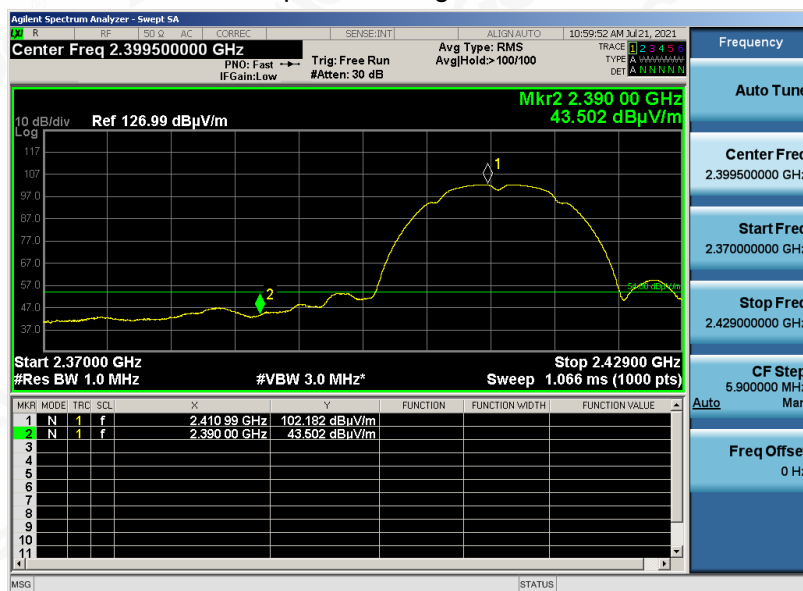 Agilent Spectrum Analyzer - Swept SA
LXI R RF 50 Ω AC CORREC SENSE:INT ALIGN AUTO 10:59:52 AM Jul 21, 2021
Center Freq 2.399500000 GHz
PNO: Fast
IFGain:Low
Trig: Free Run
#Atten: 30 dB
Avg Type: RMS
Avg|Hold:>100/100
TRACE 1 2 3 4 5 6
TYPE A
DET A N N N N N
Mkr2 2.390 00 GHz
43.502 dBµV/m
10 dB/div Ref 126.99 dBµV/m
Log
117
107
97.0
87.0
77.0
67.0
57.0
47.0
37.0
1
2
Start 2.37000 GHz Stop 2.42900 GHz
#Res BW 1.0 MHz #VBW 3.0 MHz* Sweep 1.066 ms (1000 pts)
MKR MODE TRC SCL X Y FUNCTION FUNCTION WIDTH FUNCTION VALUE
1 N 1 f 2.410 99 GHz 102.182 dBµV/m
2 N 1 f 2.390 00 GHz 43.502 dBµV/m
3
4
5
6
7
8
9
10
11
MSG STATUS
Frequency
Auto Tune
Center Freq
2.399500000 GHz
Start Freq
2.370000000 GHz
Stop Freq
2.429000000 GHz
CF Step
5.900000 MHz
Auto Man
Freq Offset
0 Hz